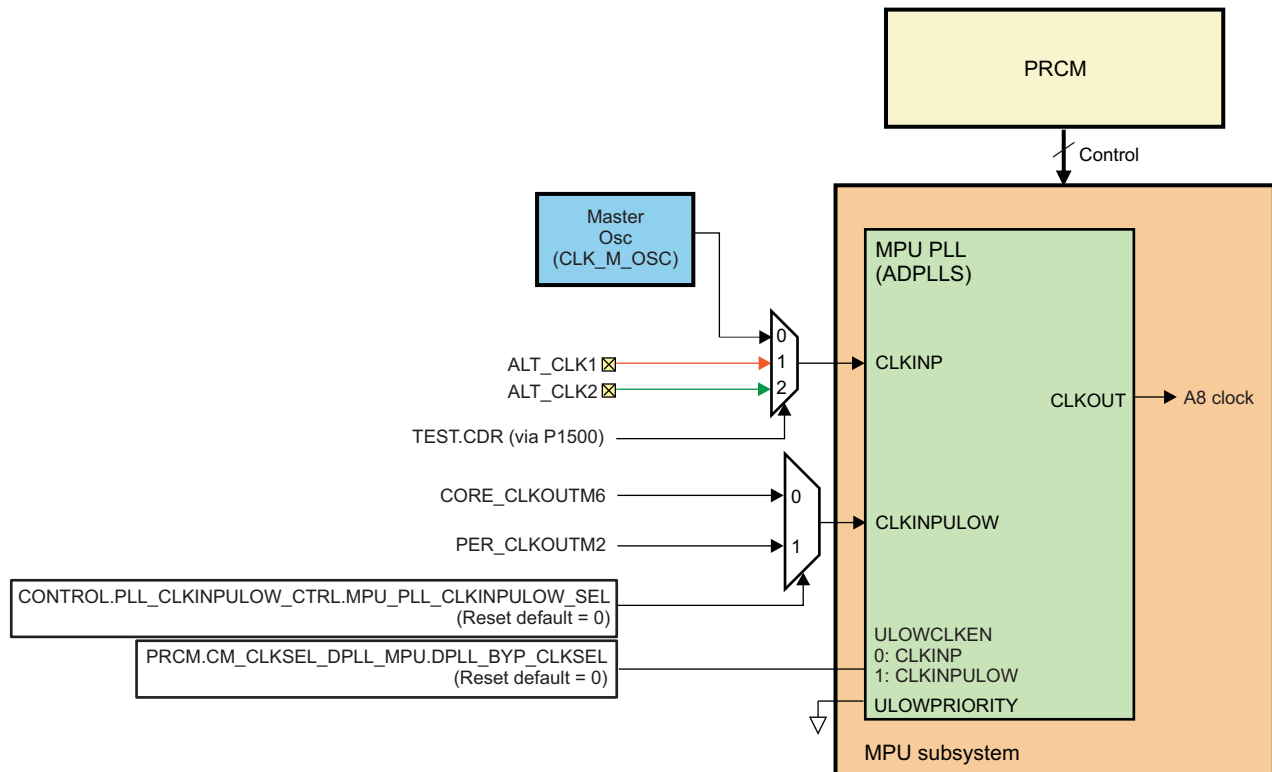 PRCM
Control
Master
Osc
(CLK_M_OSC)
MPU PLL
(ADPLLS)
0
ALT_CLK1
1
CLKINP
ALT_CLK2
2
CLKOUT
A8 clock
TEST.CDR (via P1500)
CORE_CLKOUTM6
0
CLKINPULOW
PER_CLKOUTM2
1
CONTROL.PLL_CLKINPULOW_CTRL.MPU_PLL_CLKINPULOW_SEL
(Reset default = 0)
ULOWCLKEN
0: CLKINP
1: CLKINPULOW
PRCM.CM_CLKSEL_DPLL_MPU.DPLL_BYP_CLKSEL
(Reset default = 0)
ULOWPRIORITY
MPU subsystem